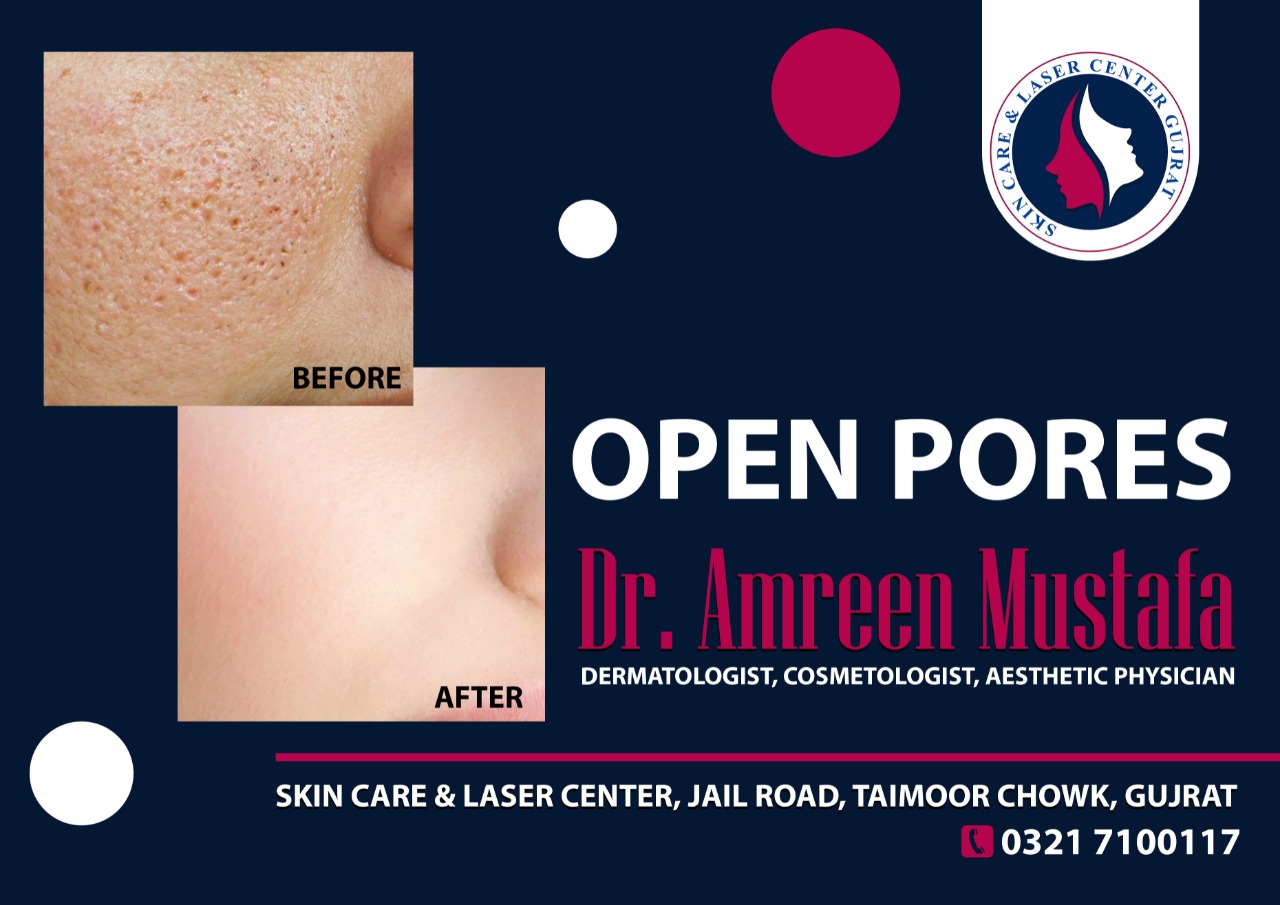 SKIN CARE & LASER CENTER GUJRAT
BEFORE
AFTER
OPEN PORES
Dr. Amreen Mustafa
DERMATOLOGIST, COSMETOLOGIST, AESTHETIC PHYSICIAN
SKIN CARE & LASER CENTER, JAIL ROAD, TAIMOOR CHOWK, GUJRAT
0321 7100117